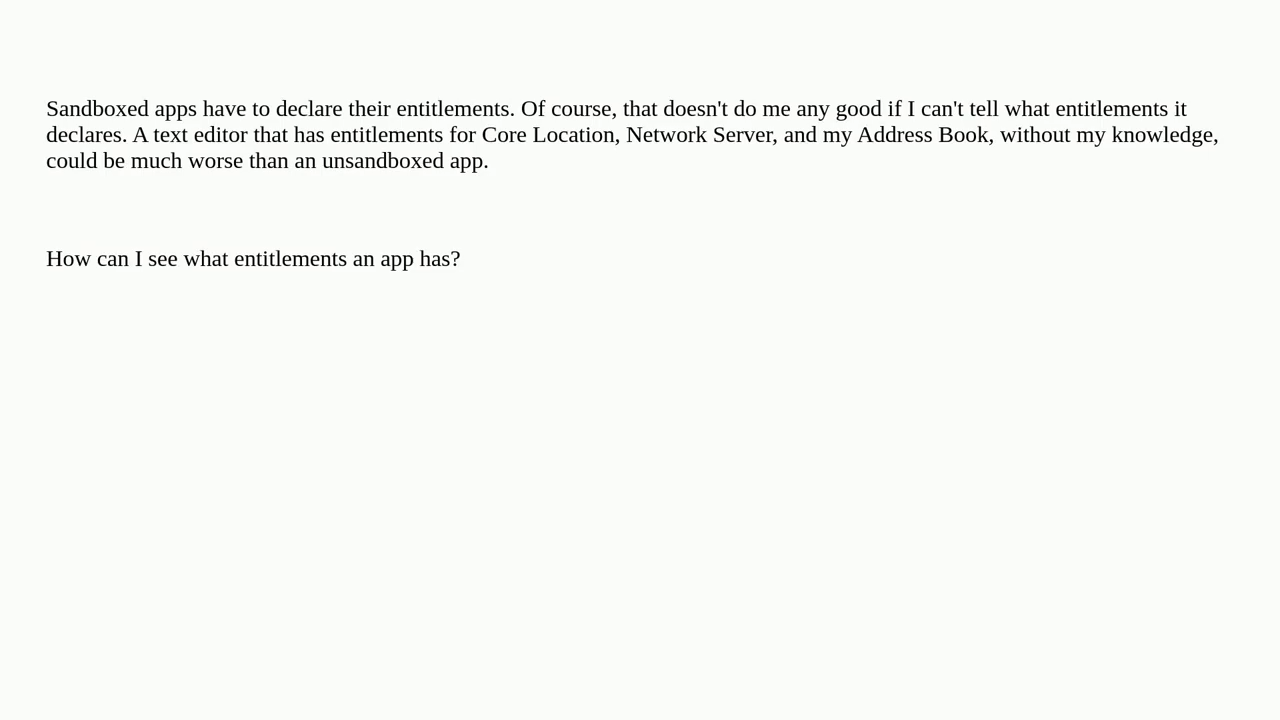 Sandboxed apps have to declare their entitlements. Of course, that doesn't do me any good if I can't tell what entitlements it
declares. A text editor that has entitlements for Core Location, Network Server, and my Address Book, without my knowledge,
could be much worse than an unsandboxed app.
How can I see what entitlements an app has?